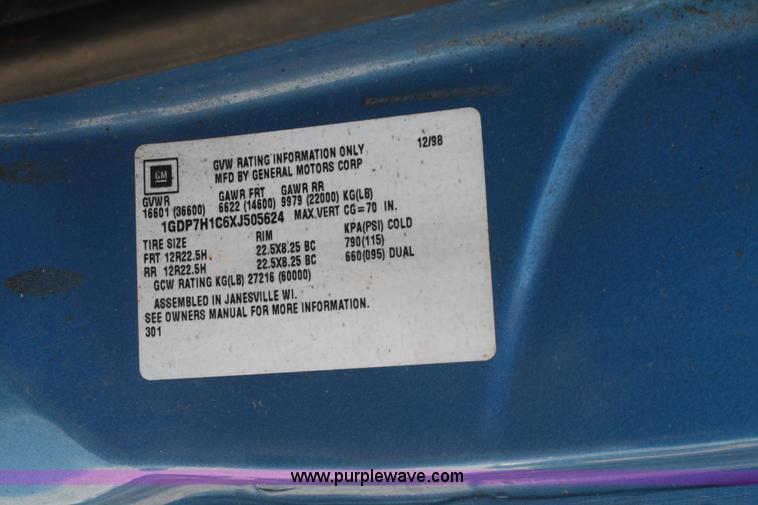 GVW RATING INFORMATION ONLY 12/98
GM MFD BY GENERAL MOTORS CORP
GVWR GAWR FRT GAWR RR
16601 (36600) 6622 (14600) 9979 (22000) KG(LB)
1GDP7H1C6XJ505624 MAX.VERT CG=70 IN.
TIRE SIZE RIM KPA(PSI) COLD
FRT 12R22.5H 22.5X8.25 BC 790(115)
RR 12R22.5H 22.5X8.25 BC 660(095) DUAL
GCW RATING KG(LB) 27216 (60000)
ASSEMBLED IN JANESVILLE WI.
SEE OWNERS MANUAL FOR MORE INFORMATION.
301
www.purplewave.com